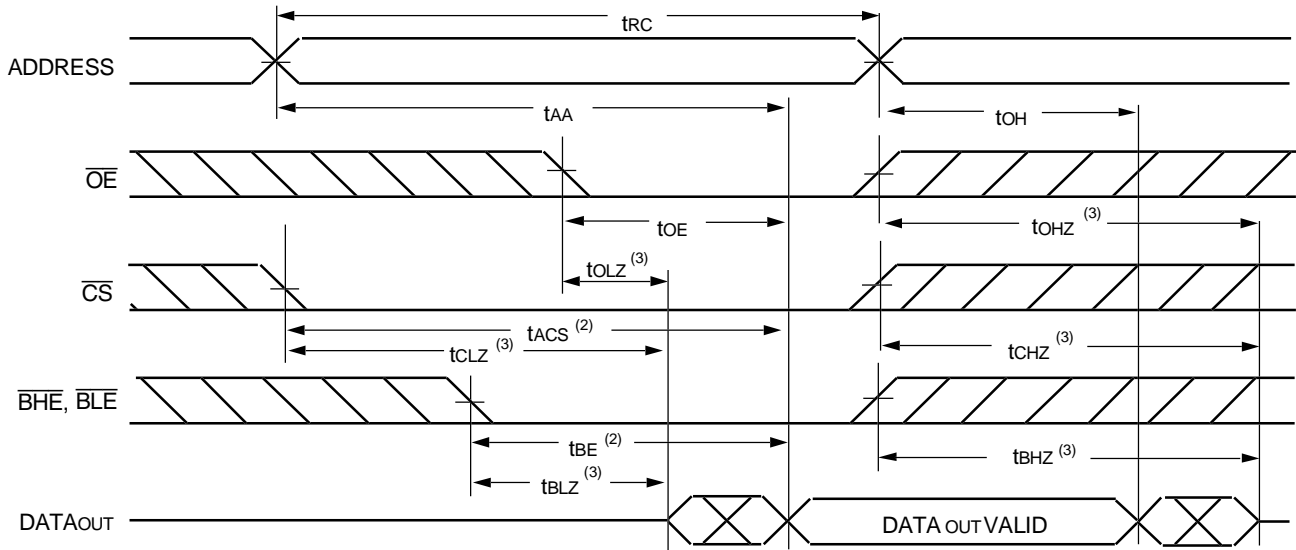 tRC
ADDRESS
tAA
tOH
OE
tOE
tOHZ (3)
tOLZ (3)
CS
tACS (2)
tCLZ (3)
tCHZ (3)
BHE, BLE
tBE (2)
tBHZ (3)
tBLZ (3)
DATAOUT
DATA OUT VALID